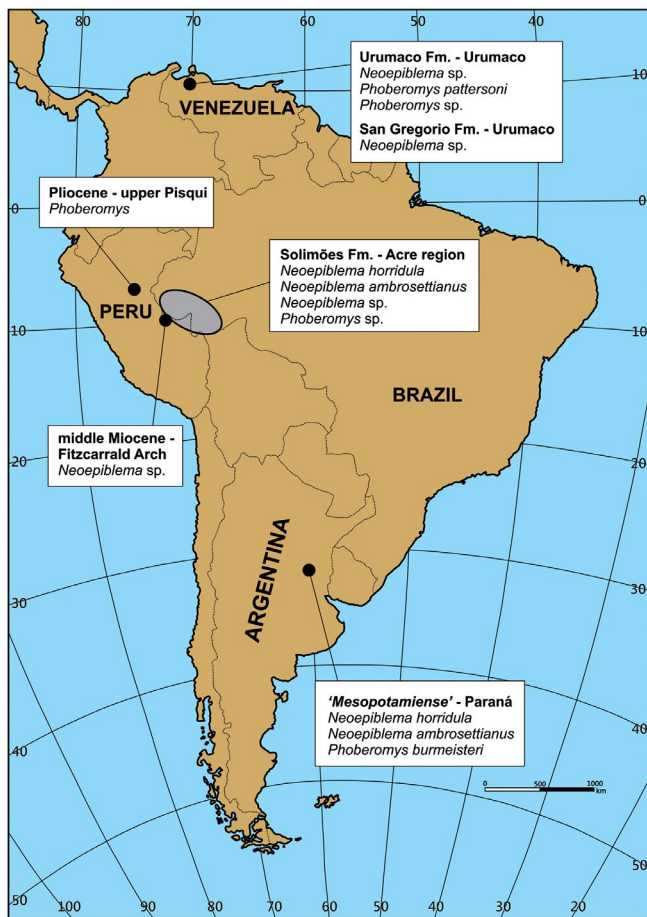 80
70
60
50
40
Urumaco Fm. - Urumaco
Neoepiblema sp.
Phoberomys pattersoni
Phoberomys sp.
San Gregorio Fm. - Urumaco
Neoepiblema sp.
10
VENEZUELA
Pliocene - upper Pisqui
Phoberomys
0
0
Solimões Fm. - Acre region
Neoepiblema horridula
Neoepiblema ambrosettianus
Neoepiblema sp.
Phoberomys sp.
PERU
10
10
BRAZIL
middle Miocene -
Fitzcarrald Arch
Neoepiblema sp.
20
20
ARGENTINA
30
30
'Mesopotamiense' - Paraná
Neoepiblema horridula
Neoepiblema ambrosettianus
Phoberomys burmeisteri
40
40
0 500 1000
km
50
50
100
90
80
70
60
50
40
30
20